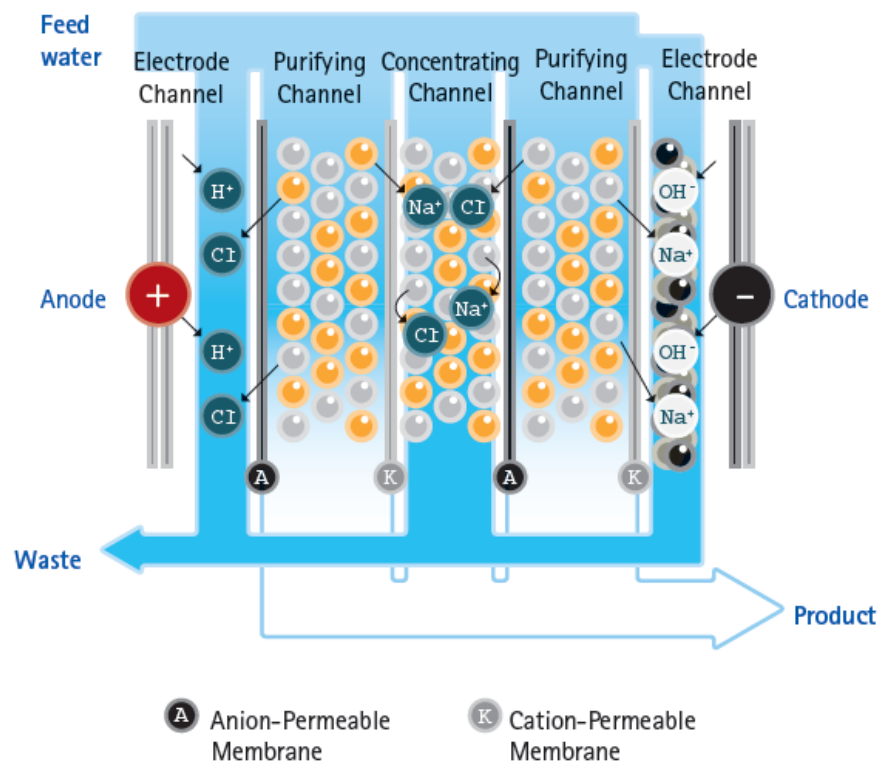 Feed
water
Electrode
Channel
Purifying
Channel
Concentrating
Channel
Purifying
Channel
Electrode
Channel
H+
OH-
Na+
Cl
Cl
Na+
Anode
+
-
Cathode
Na+
Cl
H+
OH-
Cl
Na+
A
K
A
K
Waste
Product
A
Anion-Permeable
Membrane
K
Cation-Permeable
Membrane